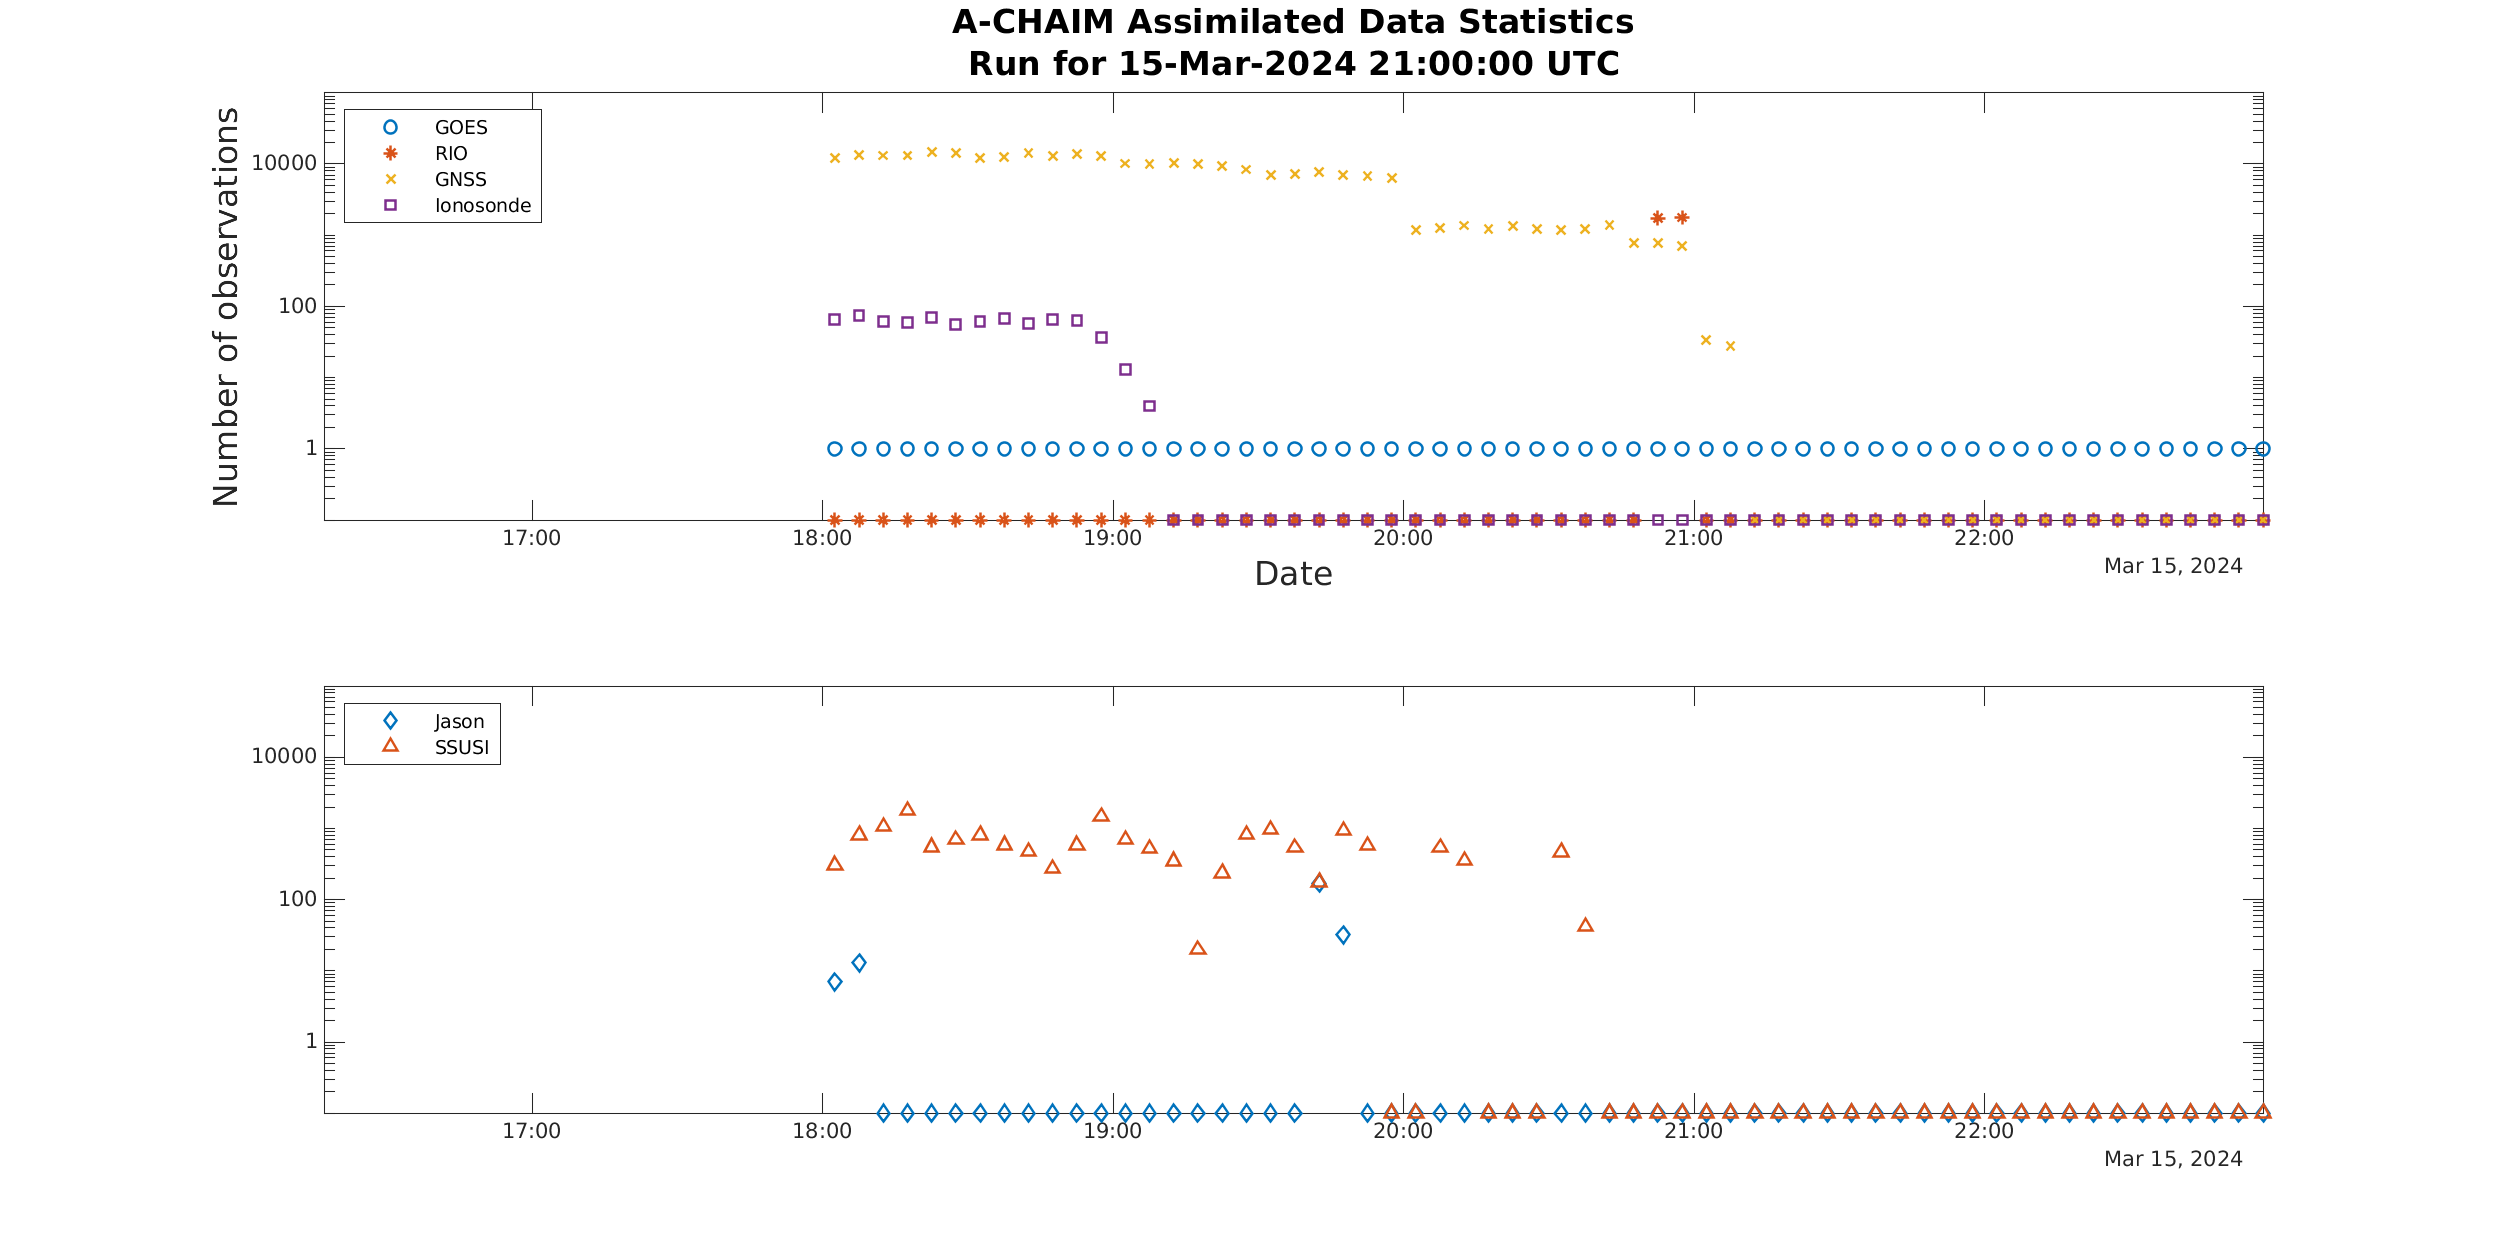 A-CHAIM Assimilated Data Statistics
Run for 15-Mar-2024 21:00:00 UTC
Number of observations
10000
100
1
GOES
RIO
GNSS
Ionosonde
17:00 18:00 19:00 20:00 21:00 22:00
Mar 15, 2024
Date
10000
100
1
Jason
SSUSI
17:00 18:00 19:00 20:00 21:00 22:00
Mar 15, 2024